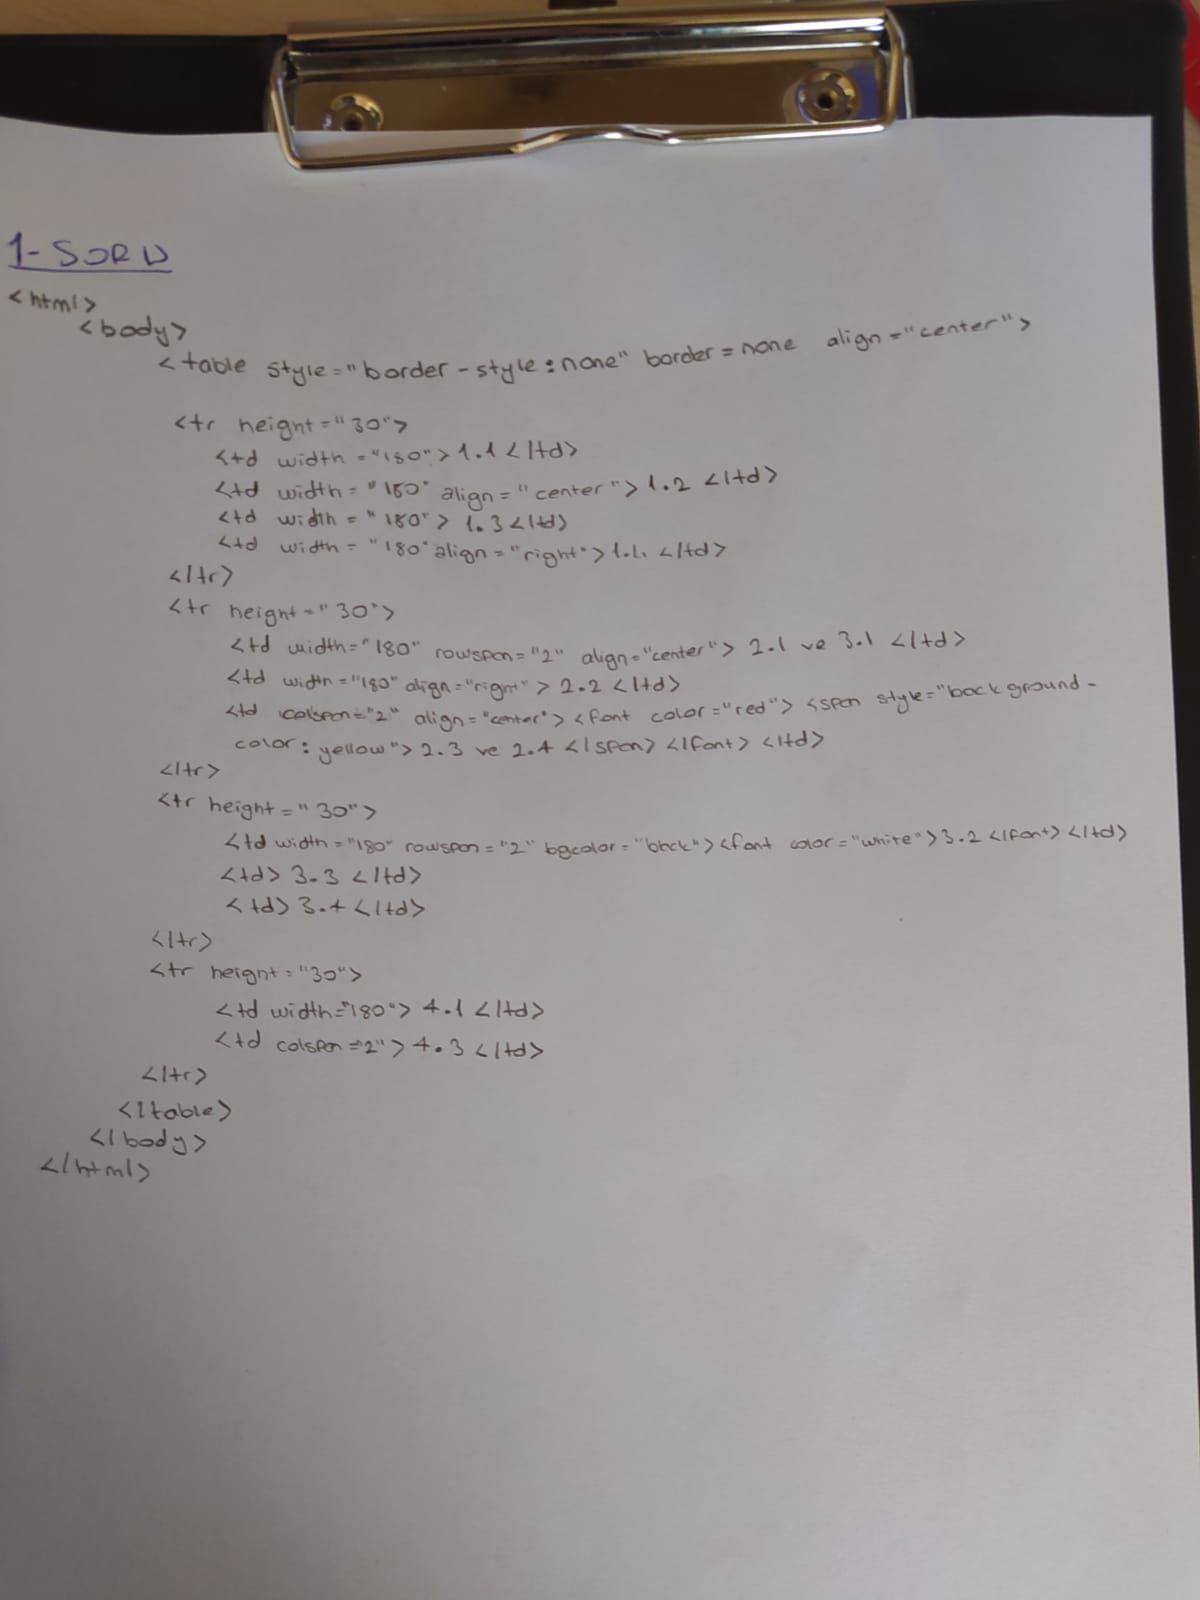 1- SORU
<html>
<body>
<table style="border-style:none" border=none align="center">
<tr height="30">
<td width="180">1.1</td>
<td width="150" align="center">1.2</td>
<td width="180">1.3</td>
<td width="180" align="right">1.4</td>
</tr>
<tr height="30">
<td width="180" rowspan="2" align="center">2.1 ve 3.1</td>
<td width="180" align="right">2.2</td>
<td colspan="2" align="center"><font color="red"><span style="background-
color:yellow">2.3 ve 2.4</span></font></td>
</tr>
<tr height="30">
<td width="180" rowspan="2" bgcolor="black"><font color="white">3.2</font></td>
<td>3.3</td>
<td>3.4</td>
</tr>
<tr height="30">
<td width="180">4.1</td>
<td colspan="2">4.3</td>
</tr>
</table>
</body>
</html>